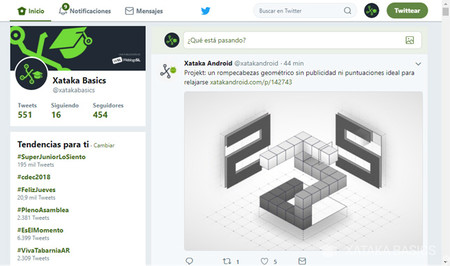 Inicio
Notificaciones
Mensajes
Buscar en Twitter
Twittear
Xataka Basics
@xatakabasics
Tweets
Siguiendo
Seguidores
551
16
454
Tendencias para ti · Cambiar
#SuperJuniorLoSiento
195 mil Tweets
#cdec2018
#FelizJueves
20,9 mil Tweets
#PlenoAsamblea
2.381 Tweets
#EsElMomento
6.399 Tweets
#VivaTabarniaAR
2.309 Tweets
¿Qué está pasando?
Xataka Android @xatakandroid · 44 min
Projekt: un rompecabezas geométrico sin publicidad ni puntuaciones ideal para
relajarse xatakandroid.com/p/142743
1
5
XATAKA BASICS